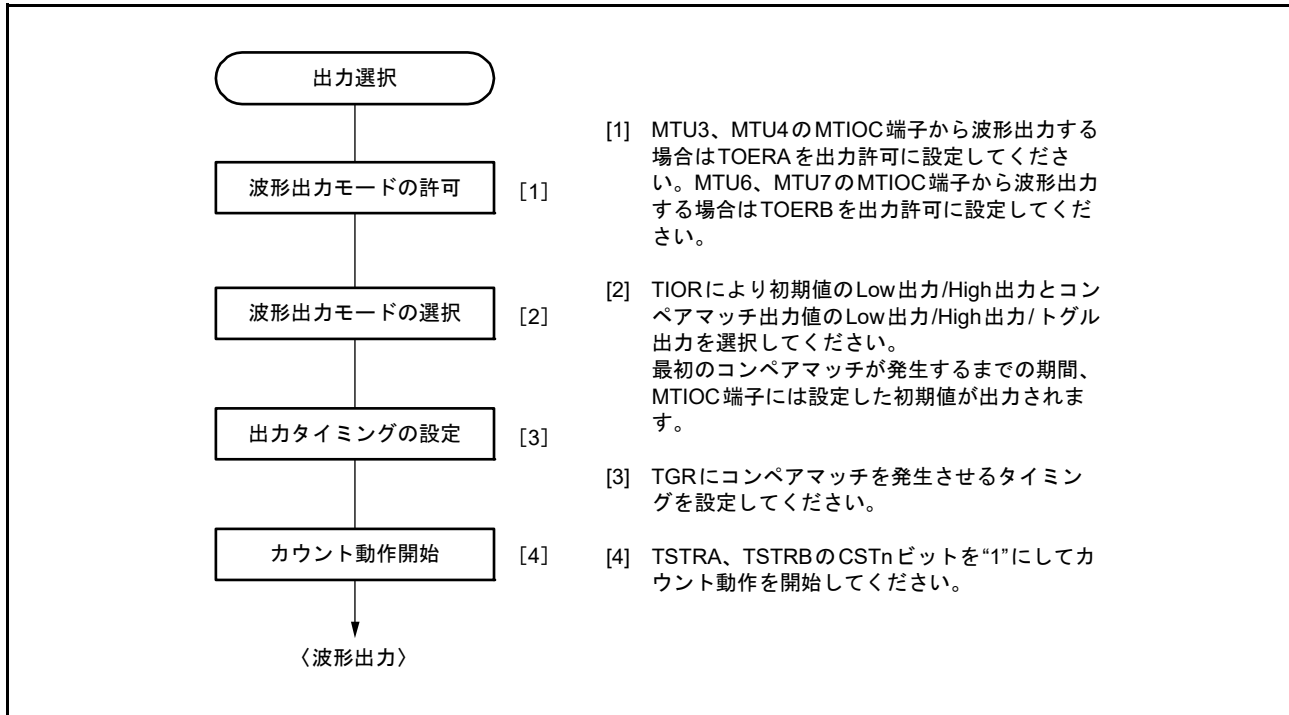 出力選択
波形出力モードの許可 [1]
波形出力モードの選択 [2]
出力タイミングの設定 [3]
カウント動作開始 [4]
〈波形出力〉
[1] MTU3、MTU4のMTIOC端子から波形出力する
場合はTOERAを出力許可に設定してくださ
い。MTU6、MTU7のMTIOC端子から波形出力
する場合はTOERBを出力許可に設定してくだ
さい。
[2] TIORにより初期値のLow出力/High出力とコン
ペアマッチ出力値のLow出力/High出力/トグル
出力を選択してください。
最初のコンペアマッチが発生するまでの期間、
MTIOC端子には設定した初期値が出力されま
す。
[3] TGRにコンペアマッチを発生させるタイミン
グを設定してください。
[4] TSTRA、TSTRBのCSTnビットを“1”にしてカ
ウント動作を開始してください。